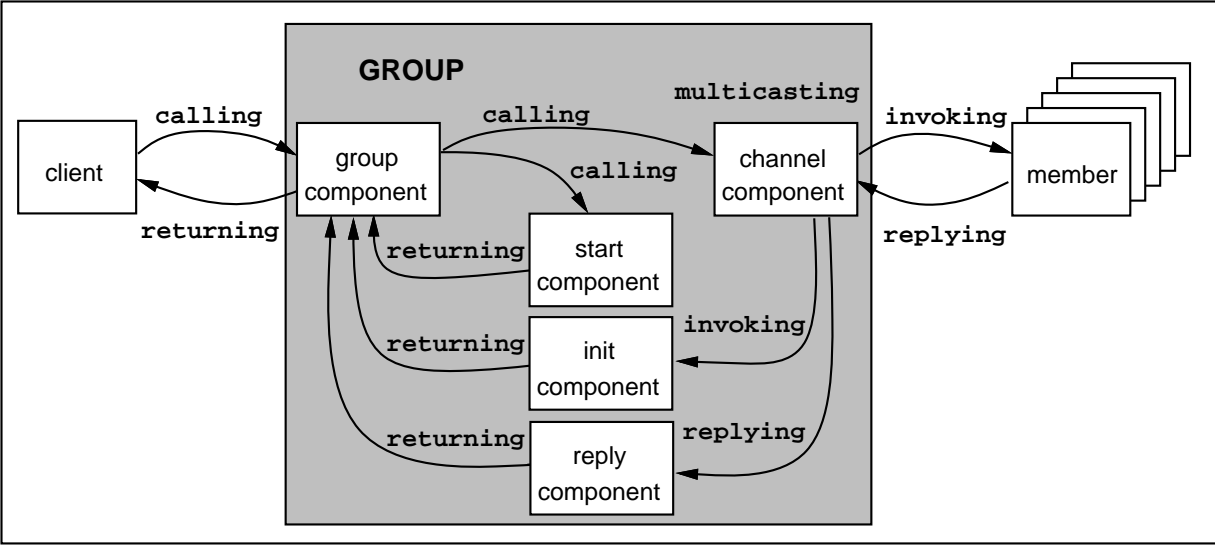 GROUP
multicasting
calling
calling
invoking
client
group
component
channel
component
member
calling
returning
returning
start
component
replying
returning
init
component
invoking
returning
reply
component
replying